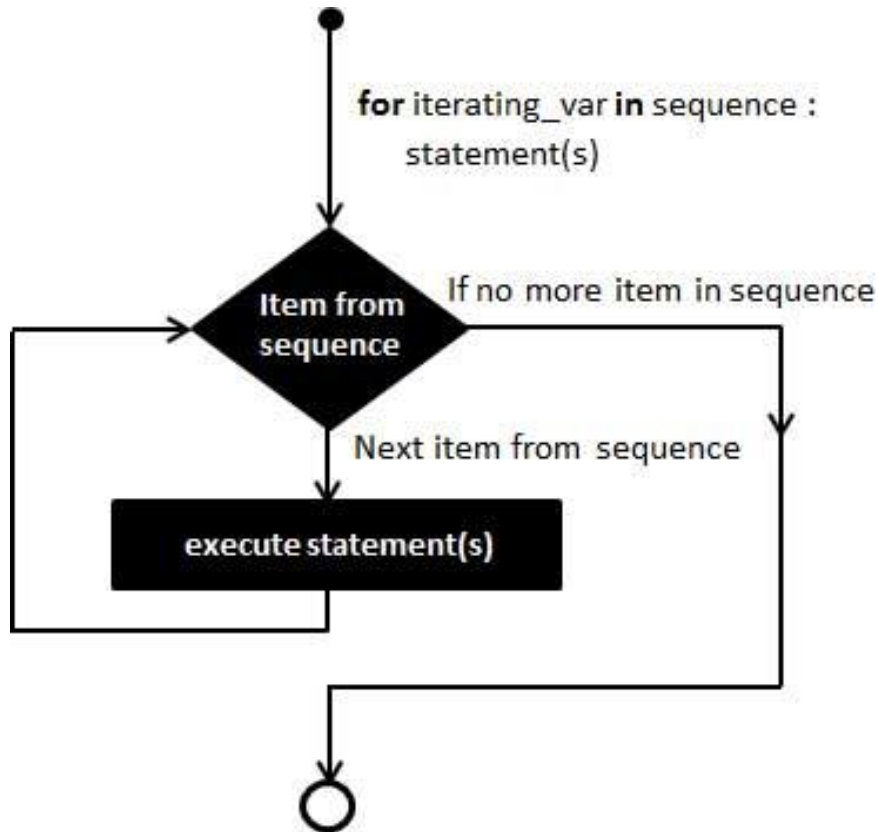 for iterating_var in sequence :
statement(s)
If no more item in sequence
Item from
sequence
Next item from sequence
execute statement(s)